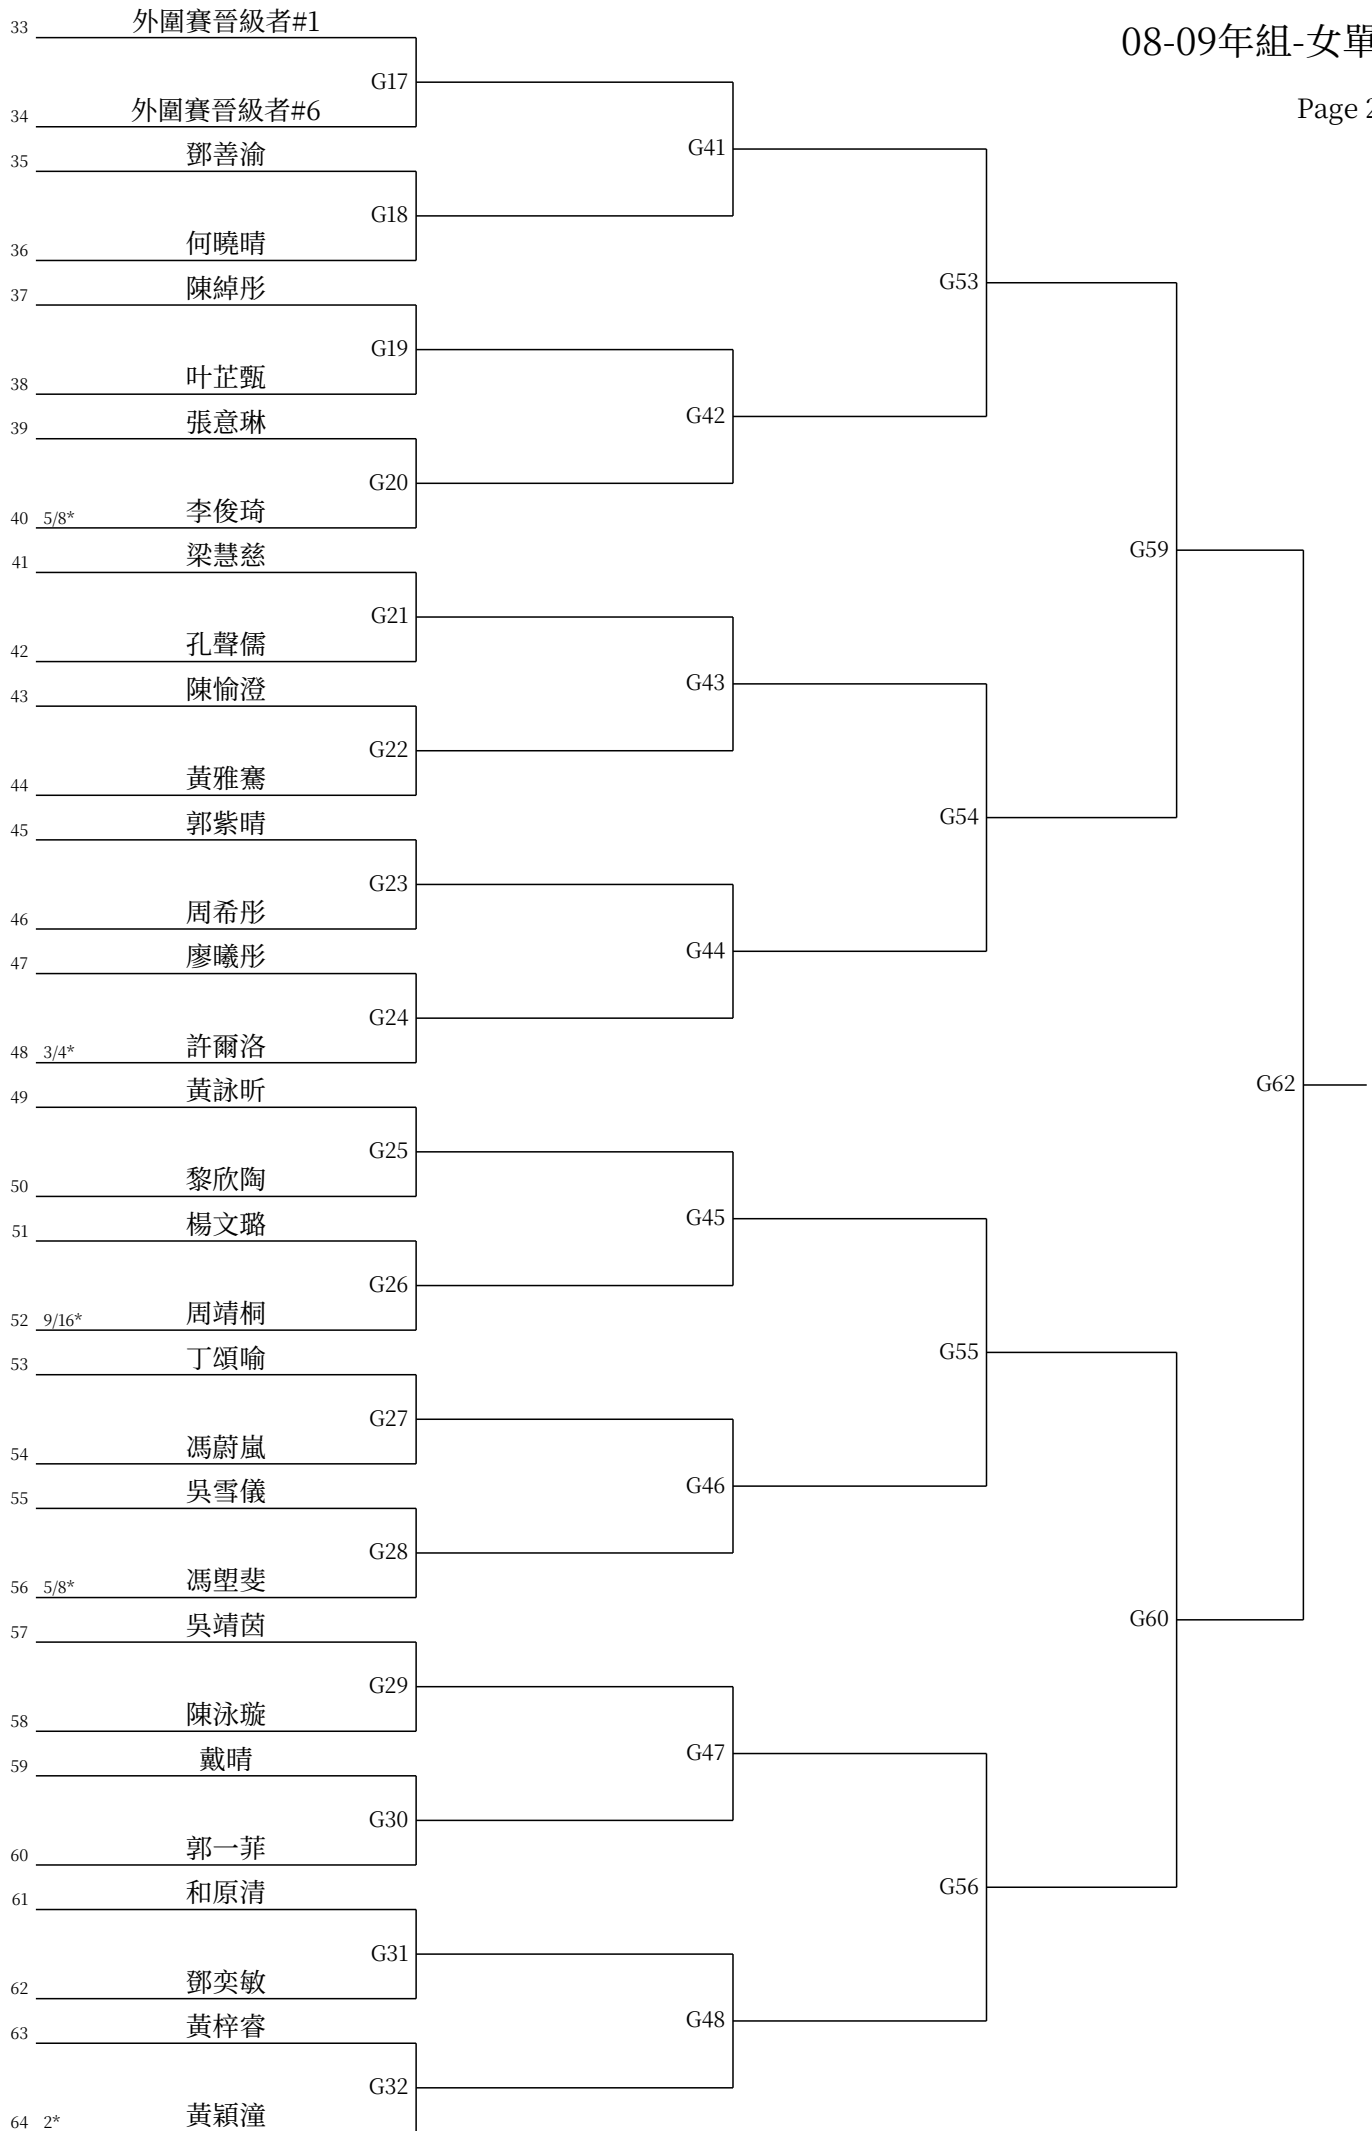 08-09年組-女單
Page 2
33 外圍賽晉級者#1
G17
34 外圍賽晉級者#6
35 鄧善渝
G18
36 何曉晴
G41
37 陳綽彤
G19
38 叶芷甄
39 張意琳
G20
40 5/8* 李俊琦
G42
G53
41 梁慧慈
G21
42 孔聲儒
43 陳愉澄
G22
44 黃雅騫
G43
45 郭紫晴
G23
46 周希彤
47 廖曦彤
G24
48 3/4* 許爾洛
G44
G54
G59
49 黃詠昕
G25
50 黎欣陶
51 楊文璐
G26
52 9/16* 周靖桐
G45
53 丁頌喻
G27
54 馮蔚嵐
55 吳雪儀
G28
56 5/8* 馮塱斐
G46
G55
57 吳靖茵
G29
58 陳泳璇
59 戴晴
G30
60 郭一菲
G47
61 和原清
G31
62 鄧奕敏
63 黃梓睿
G32
64 2* 黃穎潼
G48
G56
G60
G62